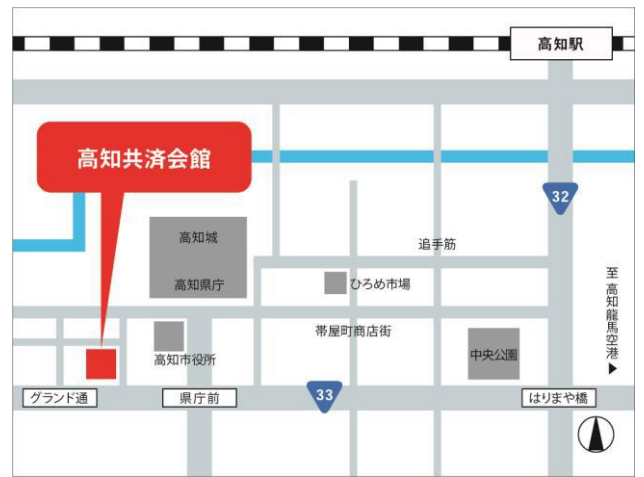 高知駅
高知共済会館
32
高知城
追手筋
高知県庁
ひろめ市場
至 高知龍馬空港
帯屋町商店街
高知市役所
中央公園
グランド通
県庁前
33
はりまや橋